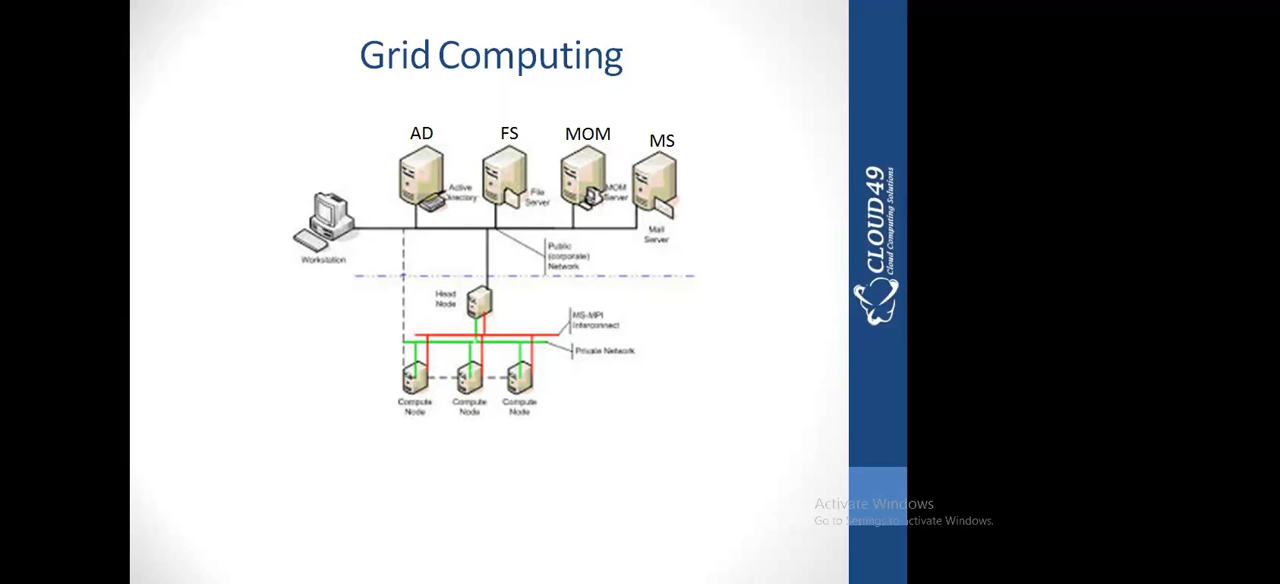 Grid Computing
AD
FS
MOM
MS
Active
Directory
File
Server
MOM
Server
Mail
Server
Workstation
Public
(corporate)
Network
Head
Node
MS-MPI
Interconnect
Private Network
Compute
Node
Compute
Node
Compute
Node
CLOUD49
Cloud Computing Solutions
Activate Windows
Go to Settings to activate Windows.